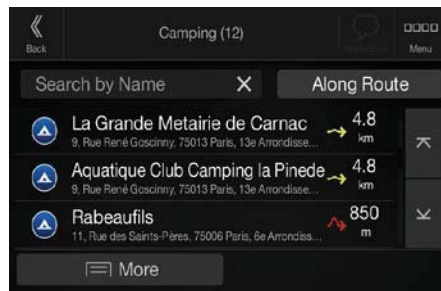 Camping (12)
Back
Menu
Search by Name
Along Route
La Grande Metairie de Carnac
4.8
km
9, Rue René Goscinny, 75013 Paris, 13e Arrondisse...
Aquatique Club Camping la Pinede
4.8
km
9, Rue René Goscinny, 75013 Paris, 13e Arrondisse...
Rabeaufils
850
m
11, Rue des Saints-Pères, 75006 Paris, 6e Arrondiss...
More